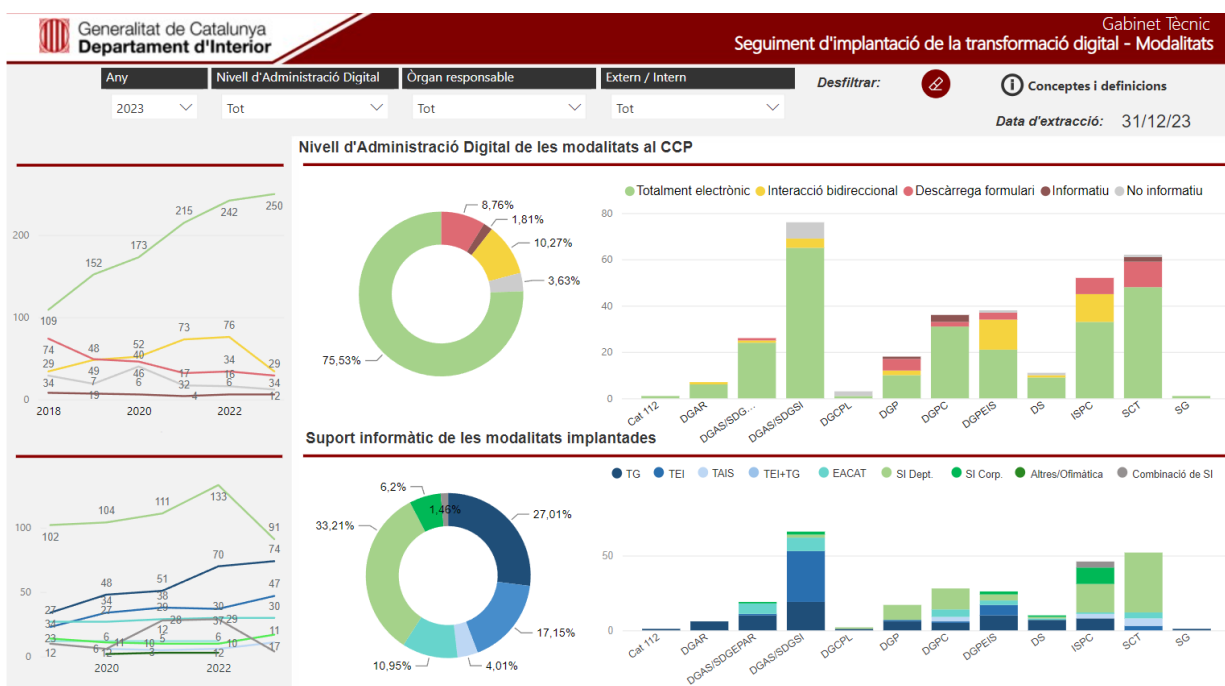 Generalitat de Catalunya
Departament d'Interior
Gabinet Tècnic
Seguiment d'implantació de la transformació digital - Modalitats
Any
Nivell d'Administració Digital
Òrgan responsable
Extern / Intern
2023
Tot
Tot
Tot
Desfiltrar:
Conceptes i definicions
Data d'extracció: 31/12/23
Nivell d'Administració Digital de les modalitats al CCP
200
100
0
109
152
173
215
242
250
74
48
52
40
73
76
29
29
49
46
17
34
16
34
7
6
32
6
34
19
4
12
2018
2020
2022
8,76%
1,81%
10,27%
3,63%
75,53%
Totalment electrònic
Interacció bidireccional
Descàrrega formulari
Informatiu
No informatiu
80
60
40
20
0
Cat 112
DGAR
DGAS/SDG...
DGAS/SDGSI
DGCPL
DGP
DGPC
DGPEIS
DS
ISPC
SCT
SG
Suport informàtic de les modalitats implantades
100
50
0
102
104
111
133
91
27
48
51
70
74
34
38
47
27
29
30
30
34
28
37
29
23
6
11
12
5
6
10
11
12
6
12
10
3
12
17
2020
2022
6,2%
1,46%
27,01%
33,21%
17,15%
10,95%
4,01%
TG
TEI
TAIS
TEI+TG
EACAT
SI Dept.
SI Corp.
Altres/Ofimàtica
Combinació de SI
50
0
Cat 112
DGAR
DGAS/SDGEPAR
DGAS/SDGSI
DGCPL
DGP
DGPC
DGPEIS
DS
ISPC
SCT
SG